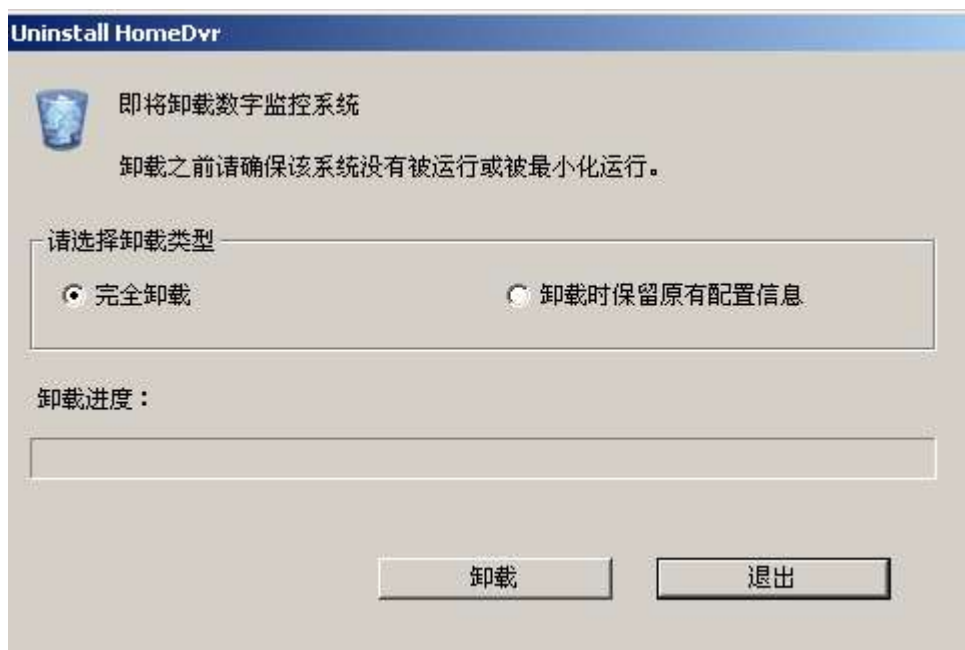 Uninstall HomeDvr
即将卸载数字监控系统
卸载之前请确保该系统没有被运行或被最小化运行。
请选择卸载类型
完全卸载
卸载时保留原有配置信息
卸载进度：
卸载
退出